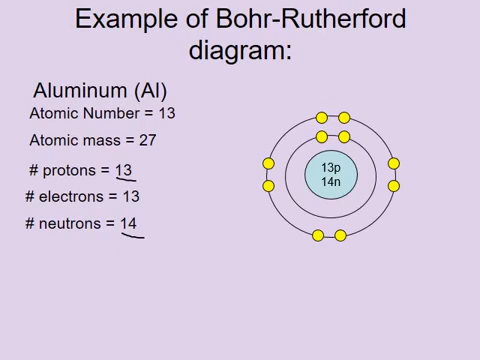 Example of Bohr-Rutherford
diagram:
Aluminum (Al)
Atomic Number = 13
Atomic mass = 27
# protons = 13
# electrons = 13
# neutrons = 14
13p
14n